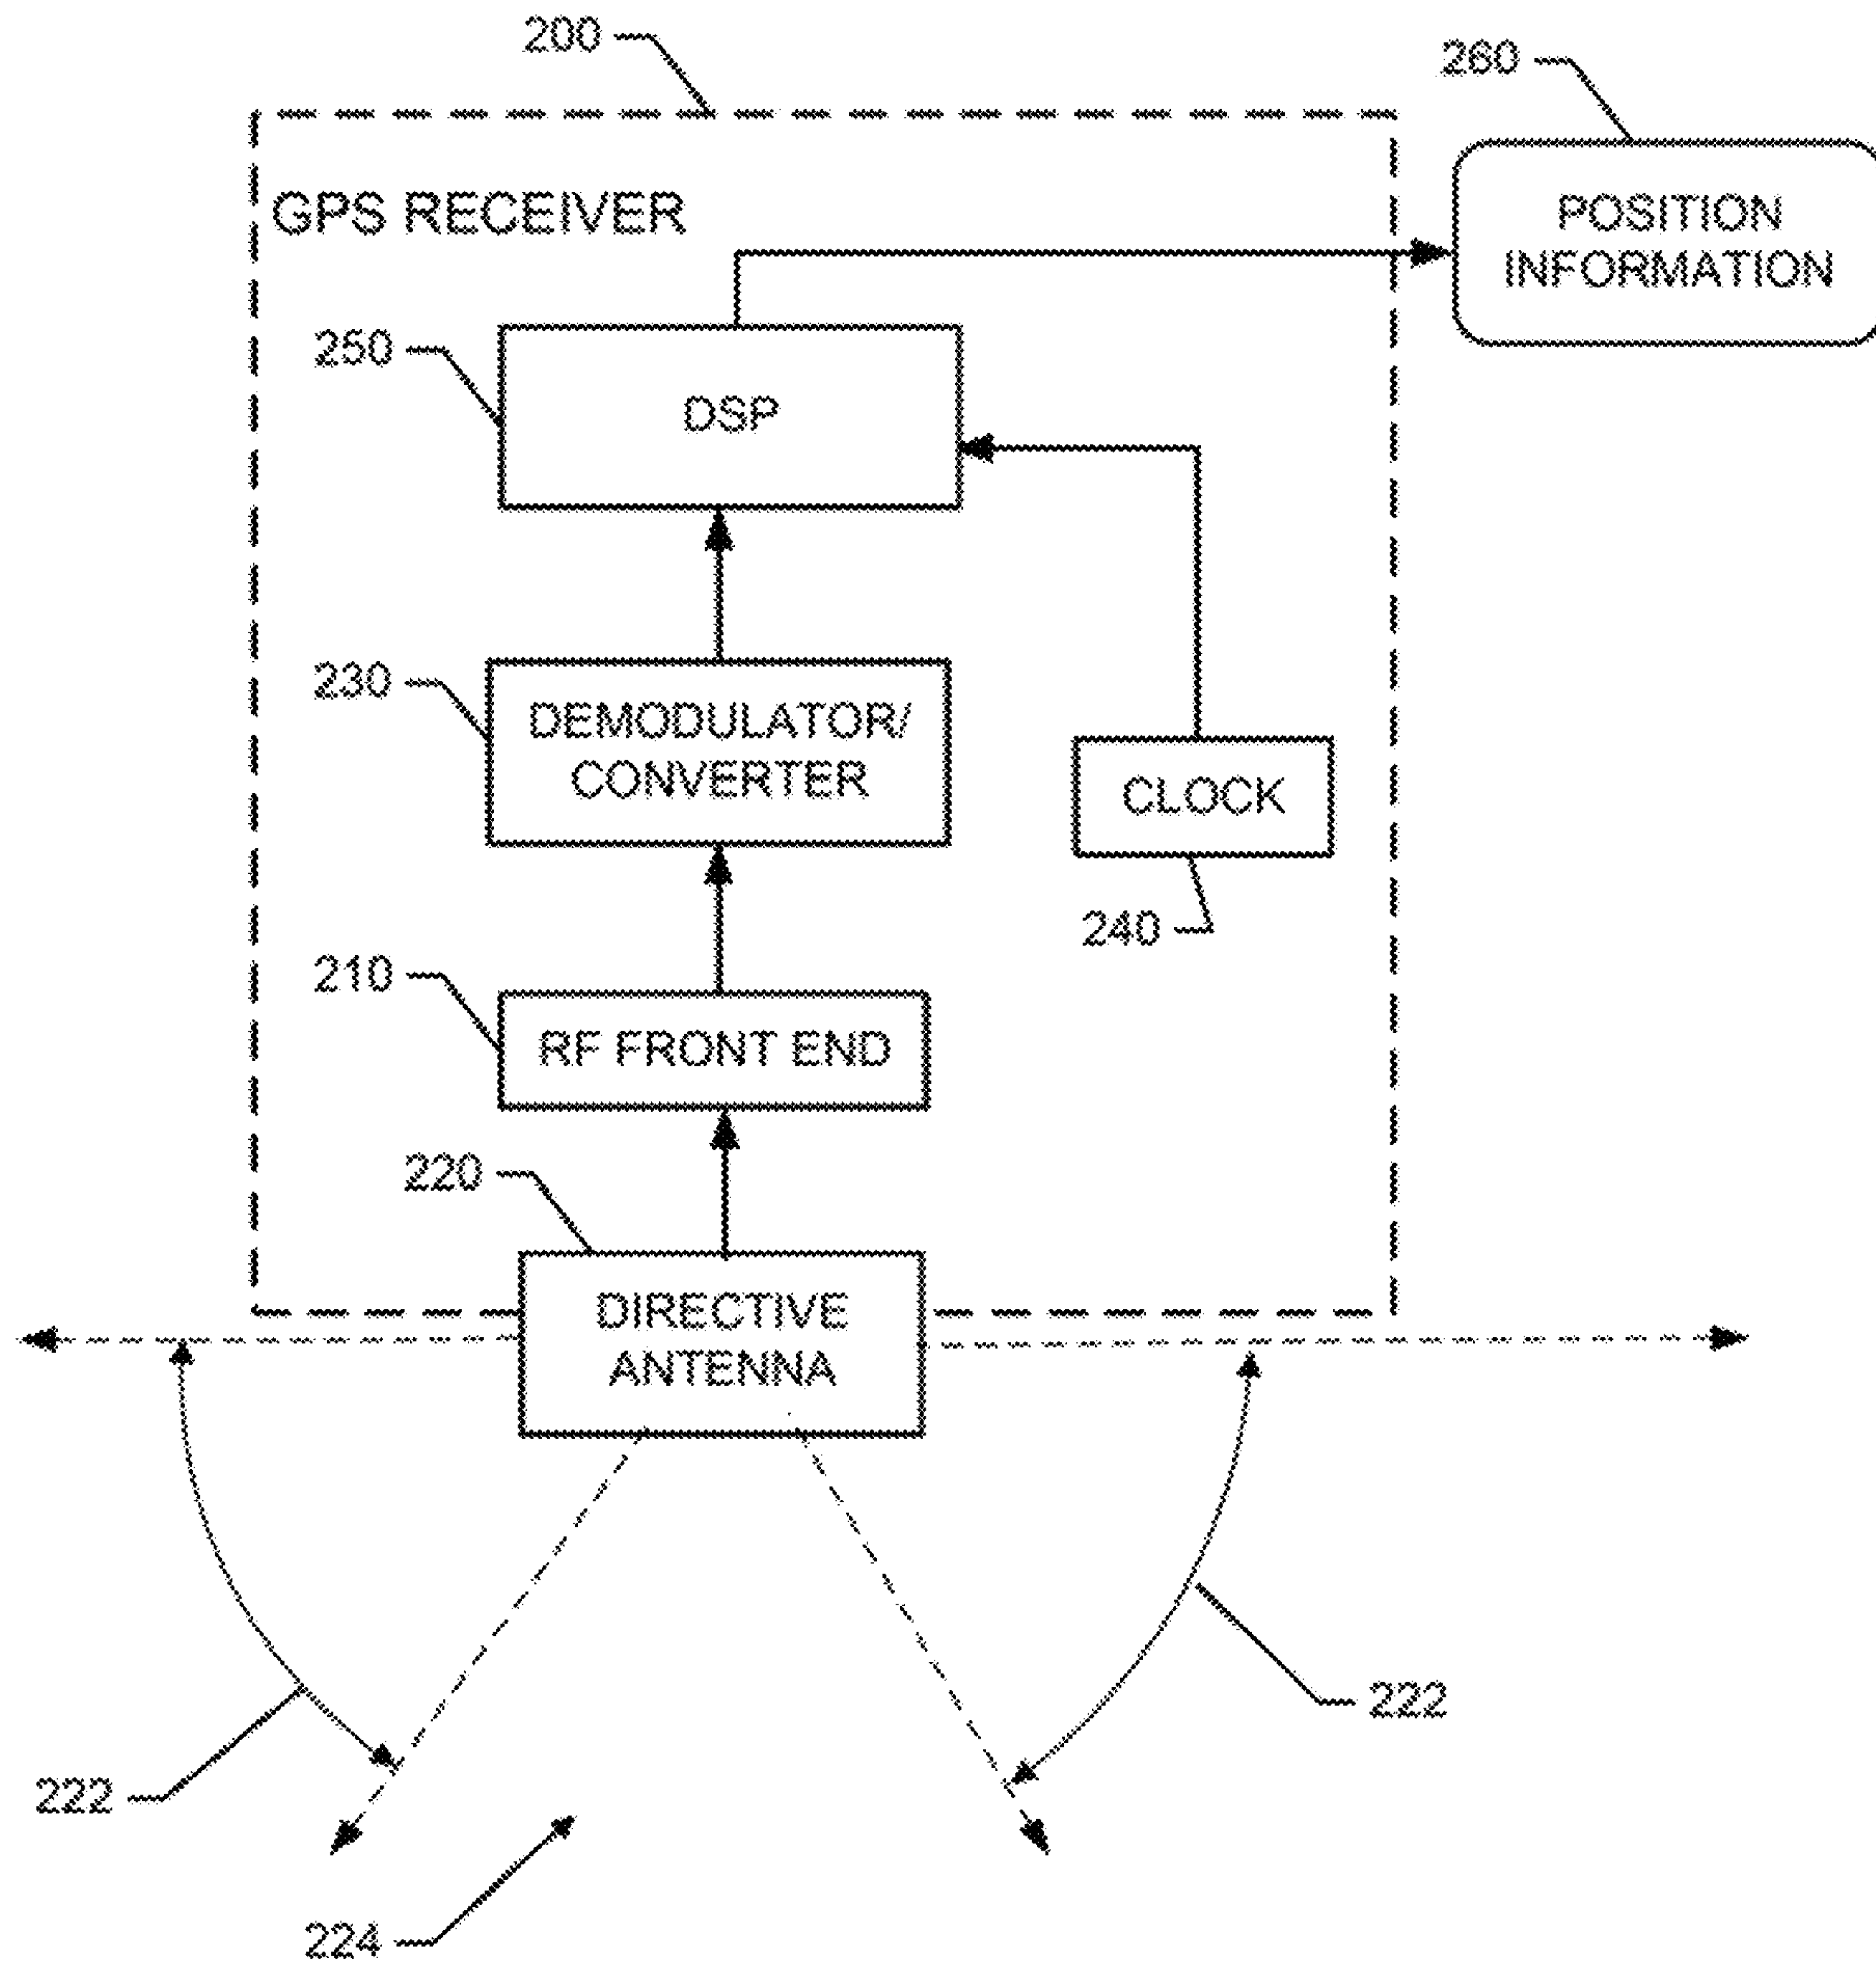 200
260
GPS RECEIVER
POSITION
INFORMATION
250
DSP
230
DEMODULATOR/
CONVERTER
CLOCK
240
210
RF FRONT END
220
DIRECTIVE
ANTENNA
222
222
224